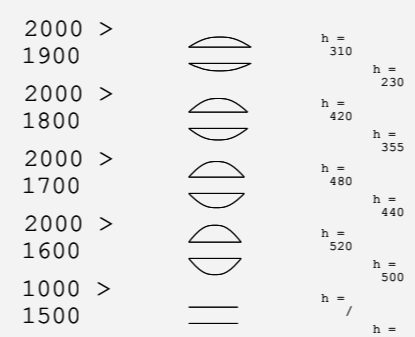 2000 >
1900
h =
310
h =
230
2000 >
1800
h =
420
h =
355
2000 >
1700
h =
480
h =
440
2000 >
1600
h =
520
h =
500
1000 >
1500
h =
/
h =